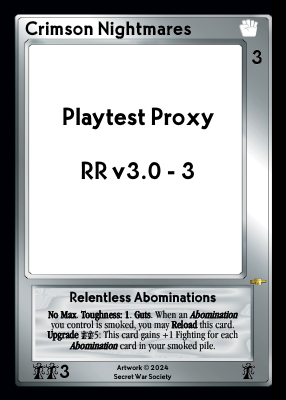 Crimson Nightmares
3
Playtest Proxy
RR v3.0 - 3
Relentless Abominations
No Max. Toughness: 1. Guts. When an Abomination
you control is smoked, you may Reload this card.
Upgrade 5: This card gains +1 Fighting for each
Abomination card in your smoked pile.
3
Artwork © 2024
Secret War Society